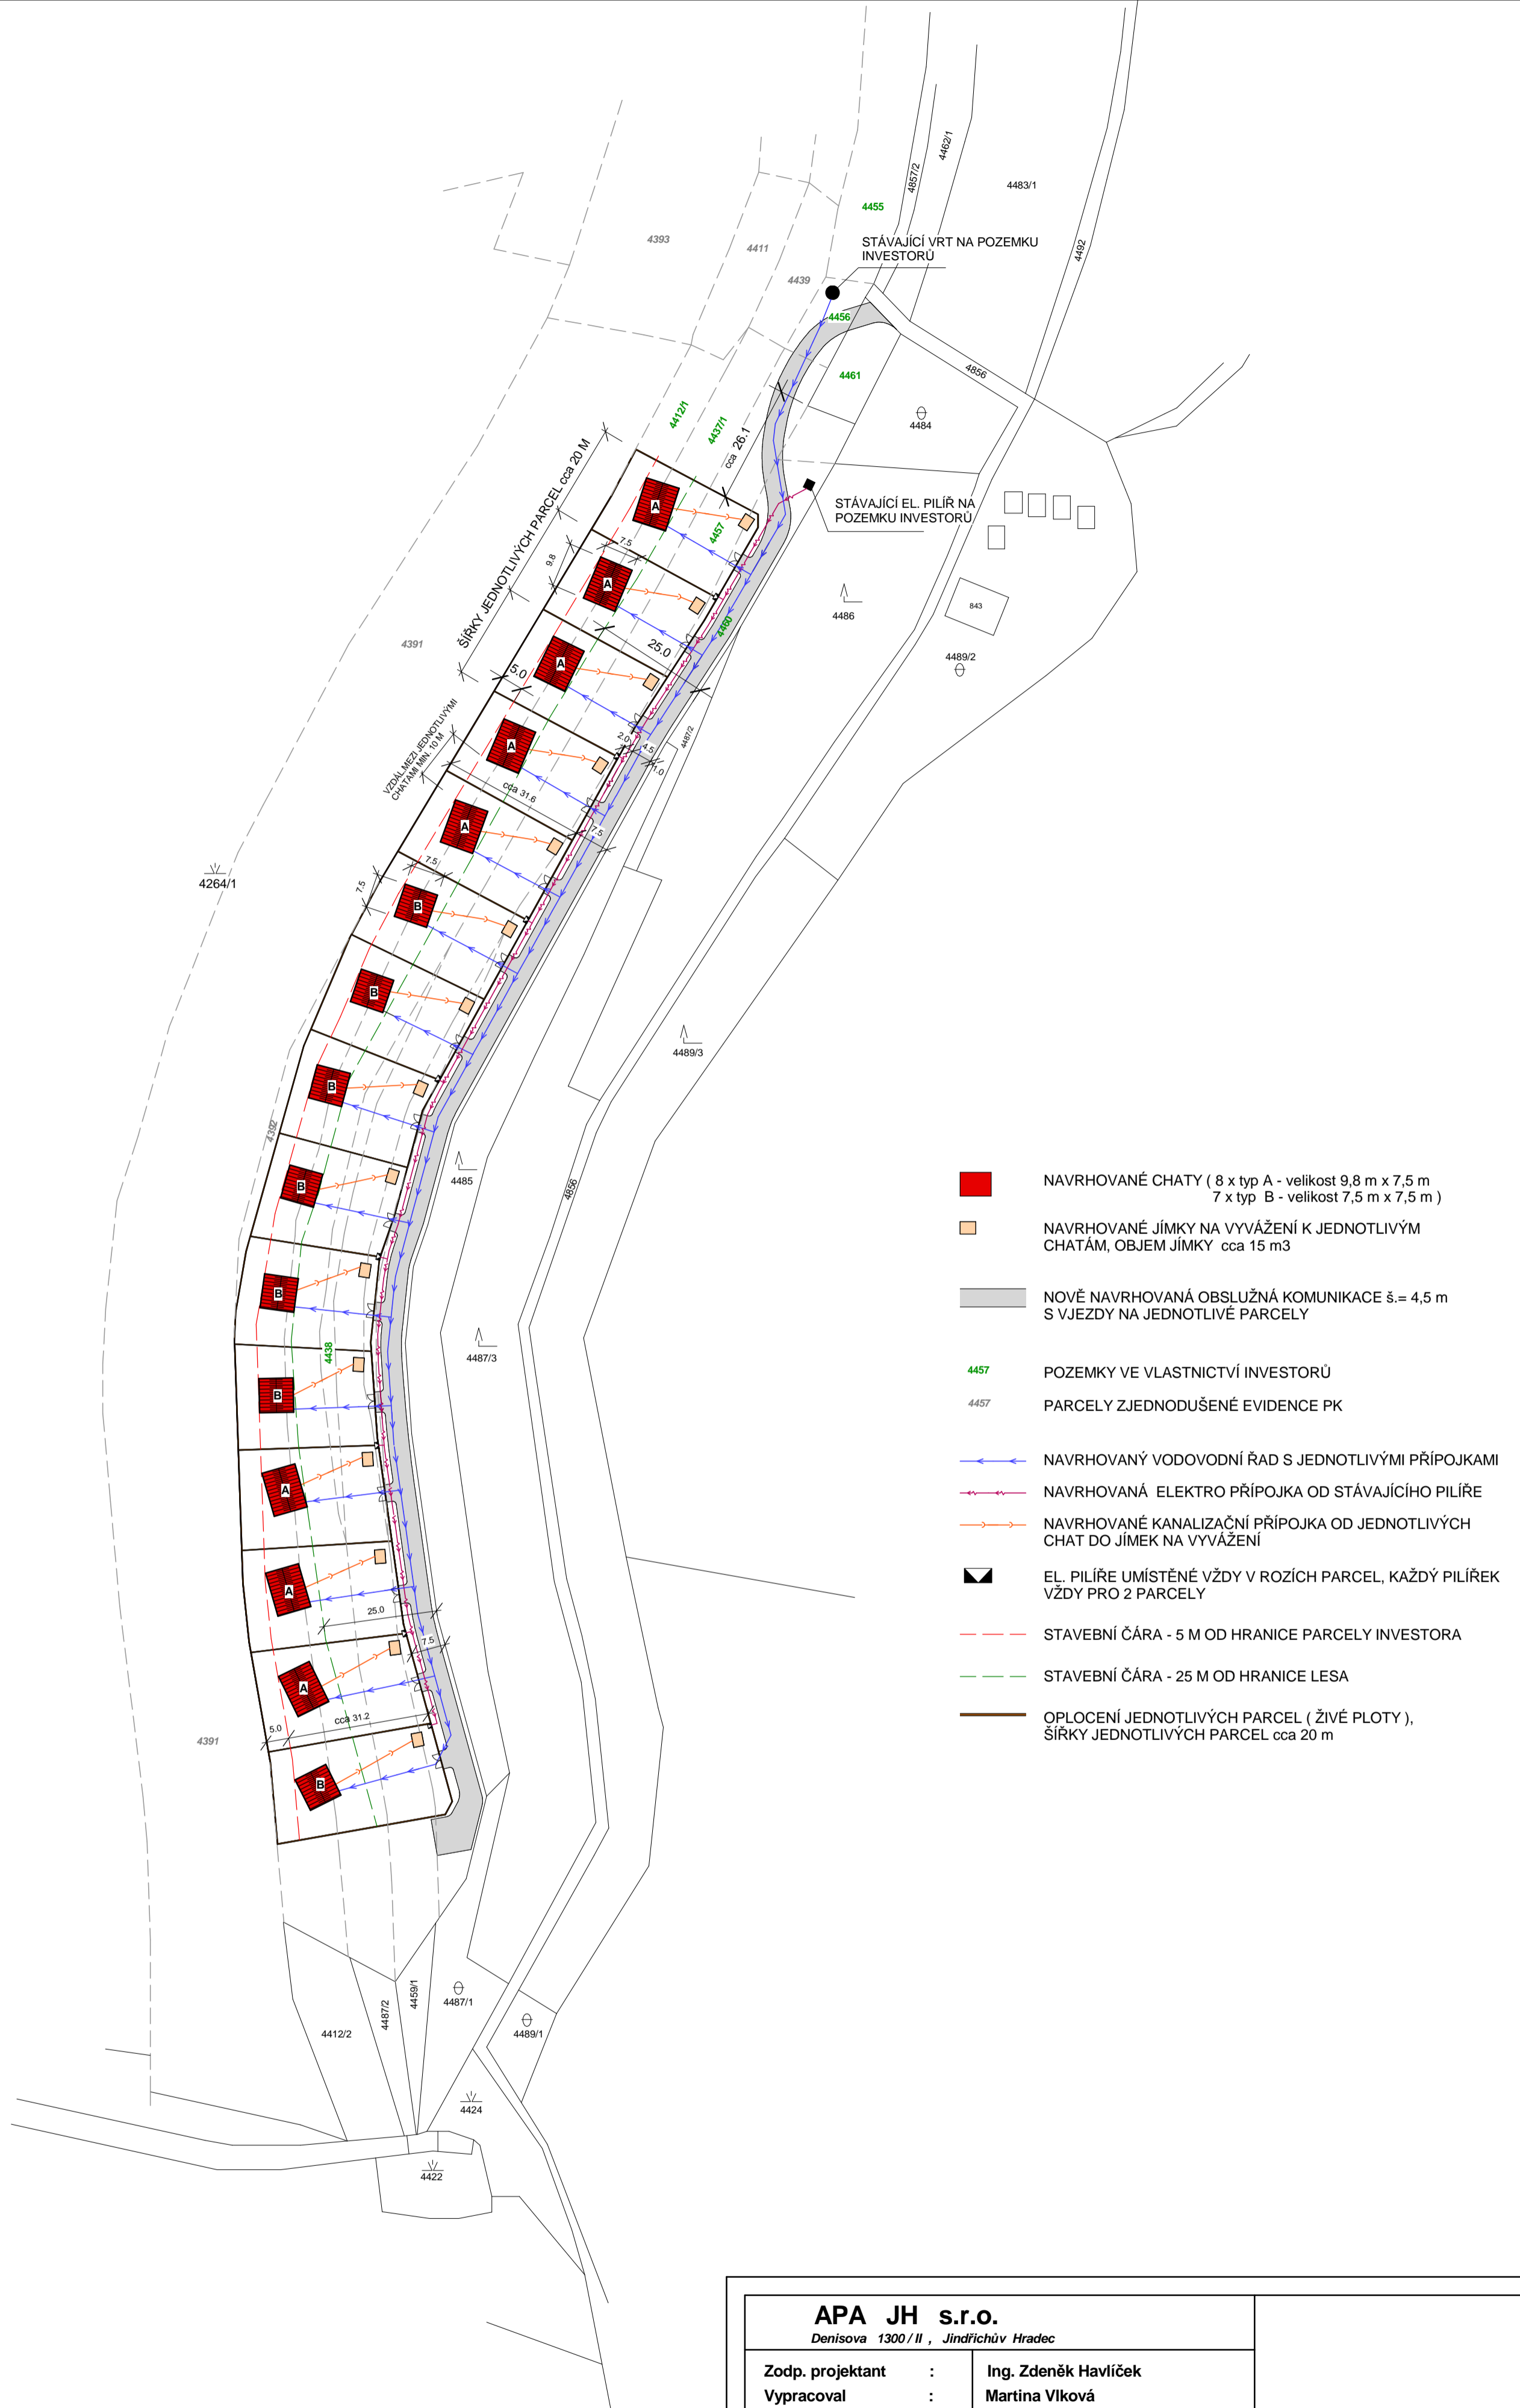 4857/2
4462/1
4483/1
4455
4492
4393
4411
4439
STÁVAJÍCÍ VRT NA POZEMKU
INVESTORŮ
4456
4461
4856
4484
4412/1
4437/1
cca 26.1
ŠÍŘKY JEDNOTLIVÝCH PARCEL cca 20 M
A
STÁVAJÍCÍ EL. PILÍŘ NA
POZEMKU INVESTORŮ
4457
7.5
9.8
A
4460
4486
843
4489/2
4391
25.0
5.0
A
VZDÁL.MEZI JEDNOTLIVÝMI
CHATAMI MIN. 10 M
A
2.0
4.5
1.0
4487/2
cca 31.6
7.5
A
4264/1
7.5
7.5
B
B
4489/3
B
4392
4485
4856
B
B
4438
4487/3
B
A
A
25.0
7.5
A
cca 31.2
5.0
4391
B
NAVRHOVANÉ CHATY ( 8 x typ A - velikost 9,8 m x 7,5 m
7 x typ B - velikost 7,5 m x 7,5 m )
NAVRHOVANÉ JÍMKY NA VYVÁŽENÍ K JEDNOTLIVÝM
CHATÁM, OBJEM JÍMKY cca 15 m3
NOVĚ NAVRHOVANÁ OBSLUŽNÁ KOMUNIKACE š.= 4,5 m
S VJEZDY NA JEDNOTLIVÉ PARCELY
4457
POZEMKY VE VLASTNICTVÍ INVESTORŮ
4457
PARCELY ZJEDNODUŠENÉ EVIDENCE PK
NAVRHOVANÝ VODOVODNÍ ŘAD S JEDNOTLIVÝMI PŘÍPOJKAMI
NAVRHOVANÁ ELEKTRO PŘÍPOJKA OD STÁVAJÍCÍHO PILÍŘE
NAVRHOVANÉ KANALIZAČNÍ PŘÍPOJKA OD JEDNOTLIVÝCH
CHAT DO JÍMEK NA VYVÁŽENÍ
EL. PILÍŘE UMÍSTĚNÉ VŽDY V ROZÍCH PARCEL, KAŽDÝ PILÍŘEK
VŽDY PRO 2 PARCELY
STAVEBNÍ ČÁRA - 5 M OD HRANICE PARCELY INVESTORA
STAVEBNÍ ČÁRA - 25 M OD HRANICE LESA
OPLOCENÍ JEDNOTLIVÝCH PARCEL ( ŽIVÉ PLOTY ),
ŠÍŘKY JEDNOTLIVÝCH PARCEL cca 20 m
4412/2
4487/2
4459/1
4487/1
4489/1
4424
4422
APA JH s.r.o.
Denisova 1300 / II , Jindřichův Hradec
Zodp. projektant : Ing. Zdeněk Havlíček
Vypracoval : Martina Vlková